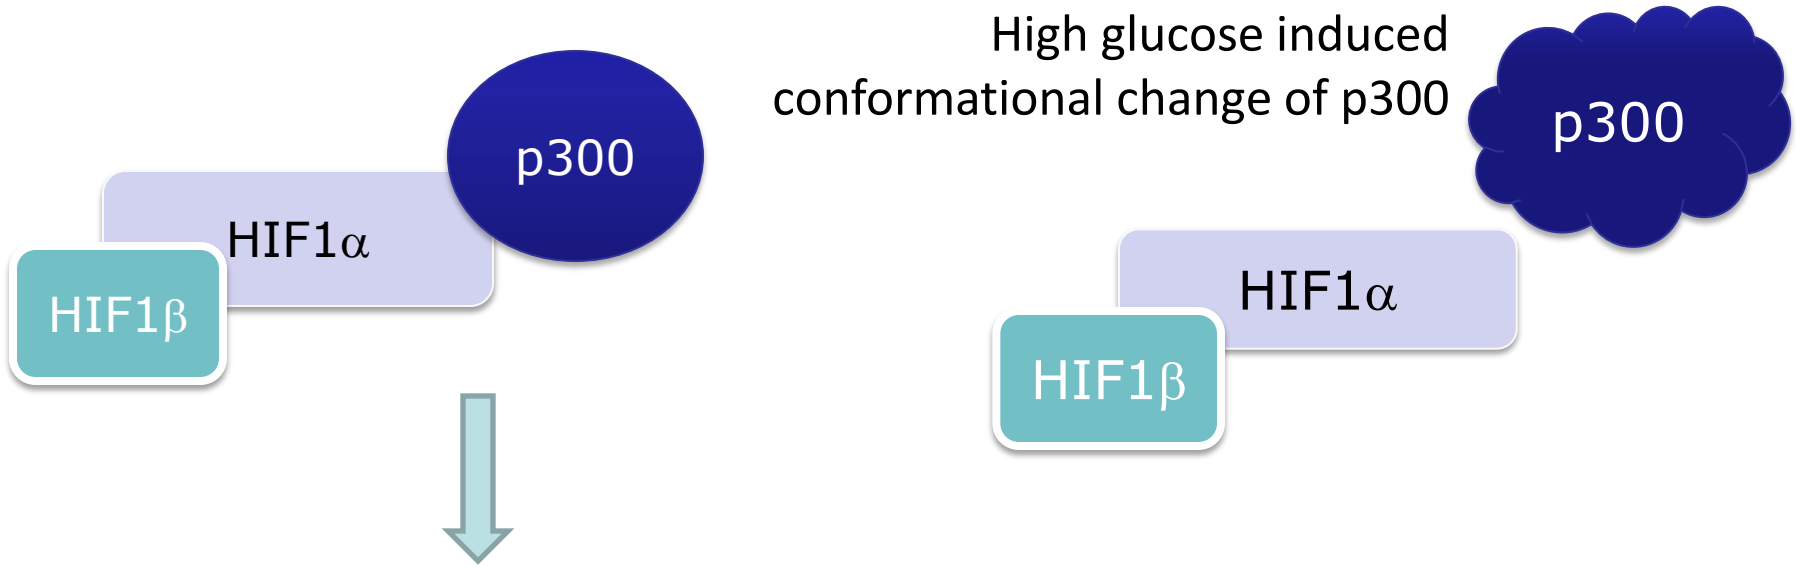 p300
HIF1α
HIF1β
High glucose induced
conformational change of p300
p300
HIF1α
HIF1β